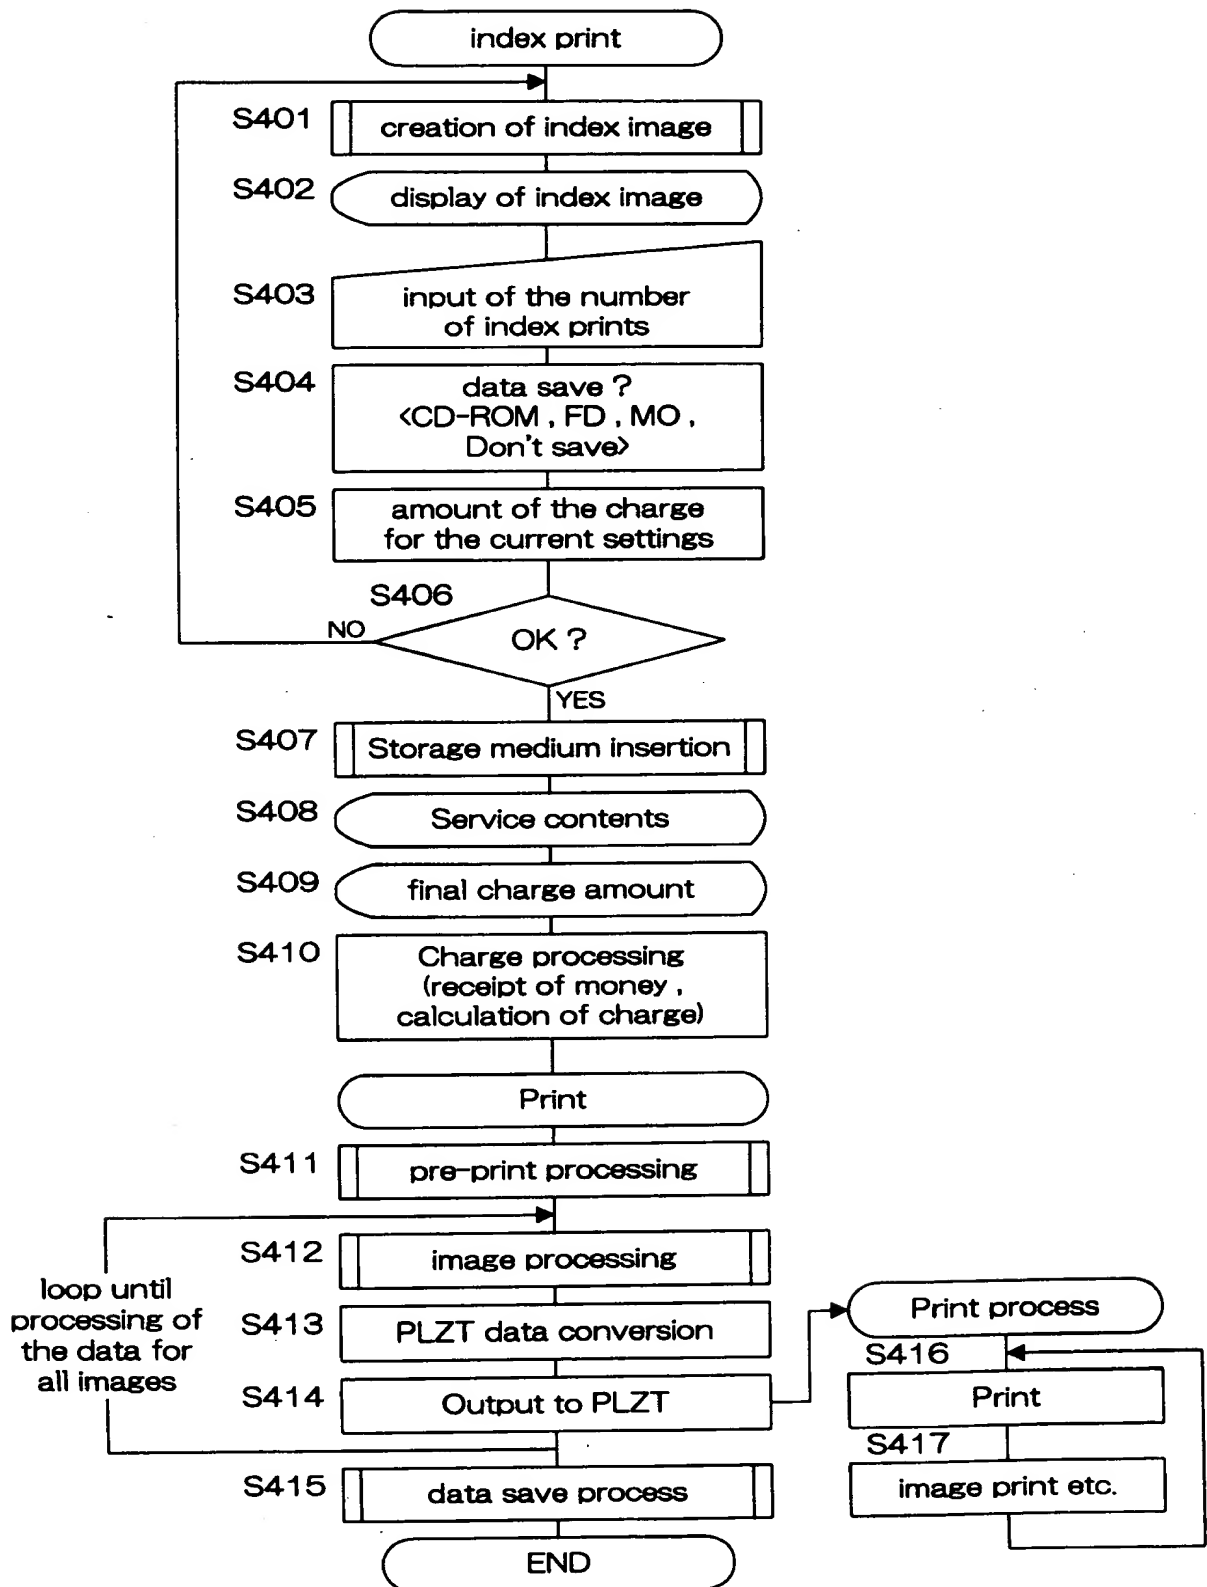 index print
S401
creation of index image
S402
display of index image
S403
input of the number
of index prints
S404
data save ?
<CD-ROM , FD , MO ,
Don't save>
S405
amount of the charge
for the current settings
S406
OK ?
NO
YES
S407
Storage medium insertion
S408
Service contents
S409
final charge amount
S410
Charge processing
(receipt of money ,
calculation of charge)
Print
S411
pre-print processing
S412
image processing
loop until
processing of
the data for
all images
S413
PLZT data conversion
S414
Output to PLZT
S415
data save process
END
Print process
S416
Print
S417
image print etc.